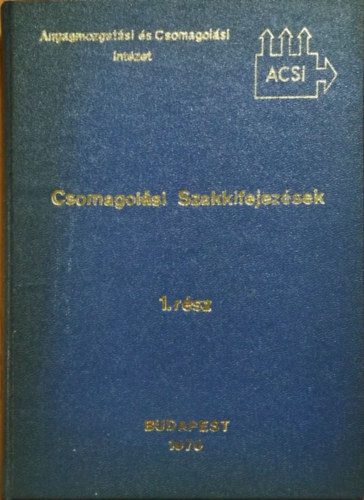 Anyagmozgatási és Csomagolási
Intézet
ACSI
Csomagolási Szakkifejezések
1. rész
BUDAPEST